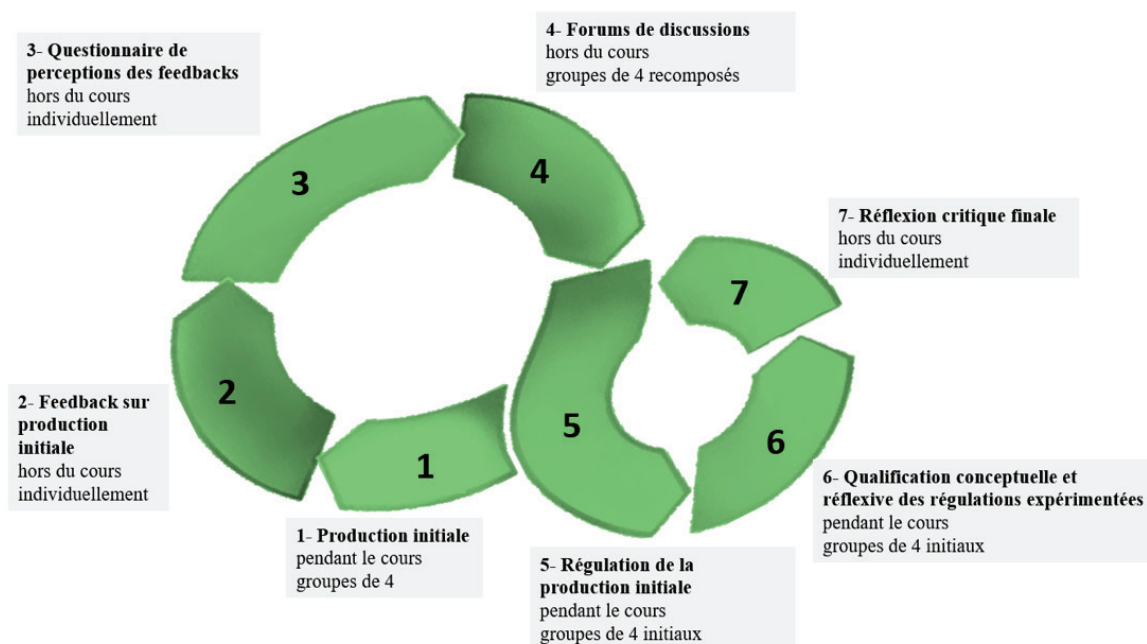 1- Production initiale
pendant le cours
groupes de 4
2- Feedback sur
production
initiale
hors du cours
individuellement
3- Questionnaire de
perceptions des feedbacks
hors du cours
individuellement
4- Forums de discussions
hors du cours
groupes de 4 recomposés
5- Régulation de la
production initiale
pendant le cours
groupes de 4 initiaux
6- Qualification conceptuelle et
réflexive des régulations expérimentées
pendant le cours
groupes de 4 initiaux
7- Réflexion critique finale
hors du cours
individuellement
1
2
3
4
5
6
7